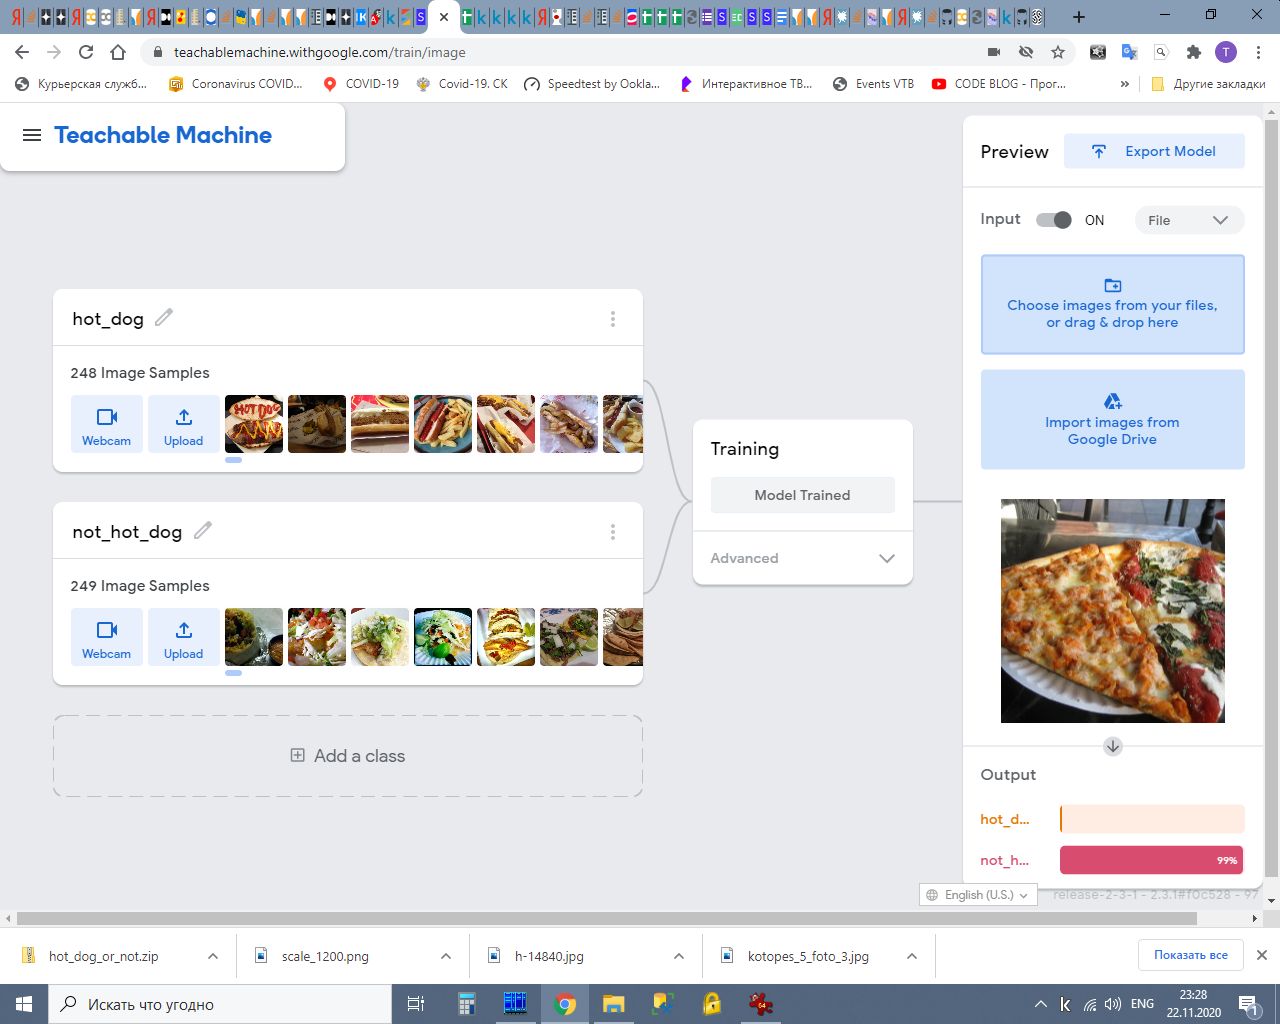 teachablemachine.withgoogle.com/train/image
T
Курьерская служб...
Coronavirus COVID...
COVID-19
Covid-19. СК
Speedtest by Ookla...
Интерактивное ТВ...
Events VTB
CODE BLOG - Прог...
»
Другие закладки
Teachable Machine
Preview
Export Model
Input
ON
File
Choose images from your files,
or drag & drop here
Import images from
Google Drive
hot_dog
248 Image Samples
Webcam
Upload
HOT DOG
not_hot_dog
249 Image Samples
Webcam
Upload
Add a class
Training
Model Trained
Advanced
Output
hot_d...
not_h...
99%
English (U.S.)
release-2-3-1 - 2.3.1#f0c528 - 97
hot_dog_or_not.zip
scale_1200.png
h-14840.jpg
kotopes_5_foto_3.jpg
Показать все
Искать что угодно
64
ENG
23:28
22.11.2020
1